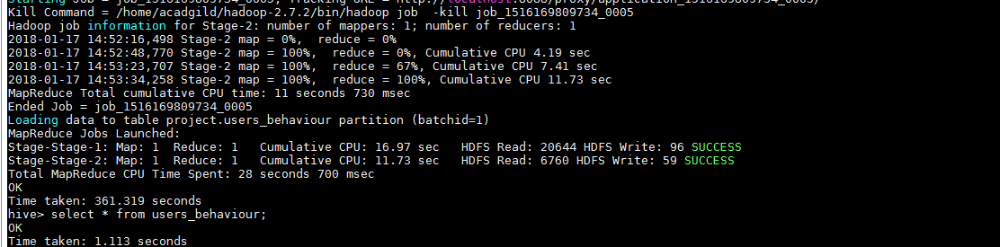 Starting Job = job_1516169809734_0005, Tracking URL = http://localhost:8088/proxy/application_1516169809734_0005/
Kill Command = /home/acadgild/hadoop-2.7.2/bin/hadoop job  -kill job_1516169809734_0005
Hadoop job information for Stage-2: number of mappers: 1; number of reducers: 1
2018-01-17 14:52:16,498 Stage-2 map = 0%,  reduce = 0%
2018-01-17 14:52:48,770 Stage-2 map = 100%,  reduce = 0%, Cumulative CPU 4.19 sec
2018-01-17 14:53:23,707 Stage-2 map = 100%,  reduce = 67%, Cumulative CPU 7.41 sec
2018-01-17 14:53:34,258 Stage-2 map = 100%,  reduce = 100%, Cumulative CPU 11.73 sec
MapReduce Total cumulative CPU time: 11 seconds 730 msec
Ended Job = job_1516169809734_0005
Loading data to table project.users_behaviour partition (batchid=1)
MapReduce Jobs Launched:
Stage-Stage-1: Map: 1  Reduce: 1   Cumulative CPU: 16.97 sec   HDFS Read: 20644 HDFS Write: 96 SUCCESS
Stage-Stage-2: Map: 1  Reduce: 1   Cumulative CPU: 11.73 sec   HDFS Read: 6760 HDFS Write: 59 SUCCESS
Total MapReduce CPU Time Spent: 28 seconds 700 msec
OK
Time taken: 361.319 seconds
hive> select * from users_behaviour;
OK
Time taken: 1.113 seconds